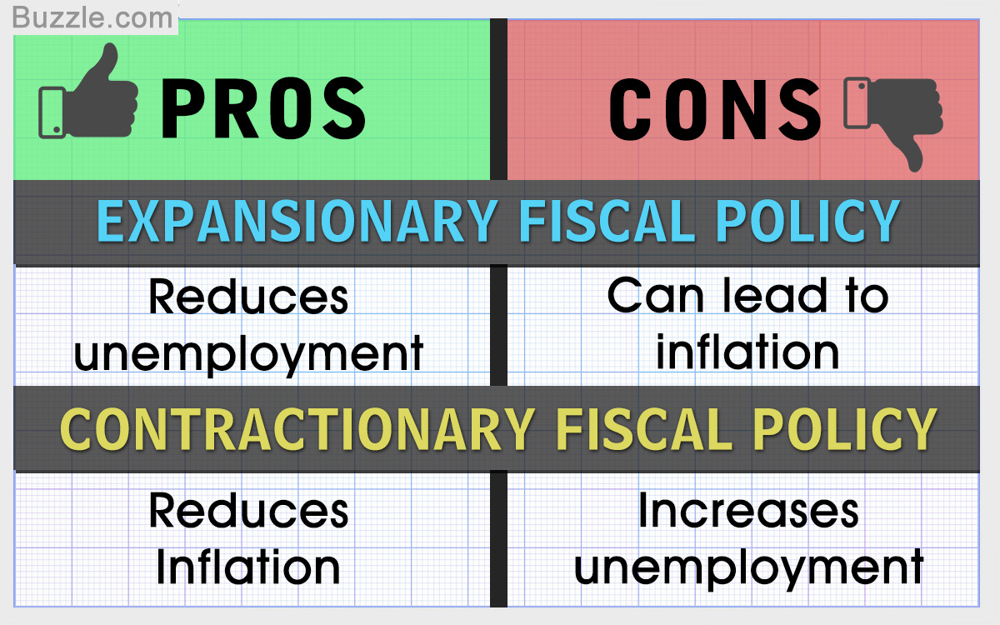 Buzzle.com
PROS
CONS
EXPANSIONARY FISCAL POLICY
Reduces
unemployment
Can lead to
inflation
CONTRACTIONARY FISCAL POLICY
Reduces
Inflation
Increases
unemployment